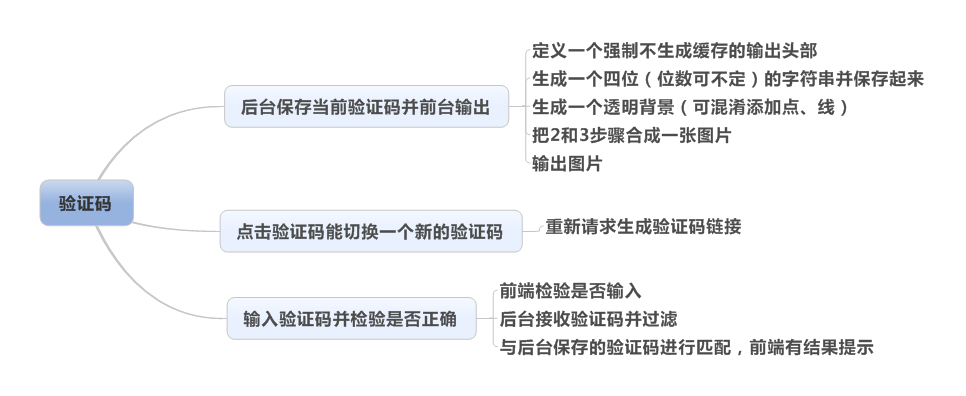 验证码
后台保存当前验证码并前台输出
定义一个强制不生成缓存的输出头部
生成一个四位（位数可不定）的字符串并保存起来
生成一个透明背景（可混淆添加点、线）
把2和3步骤合成一张图片
输出图片
点击验证码能切换一个新的验证码
重新请求生成验证码链接
输入验证码并检验是否正确
前端检验是否输入
后台接收验证码并过滤
与后台保存的验证码进行匹配，前端有结果提示